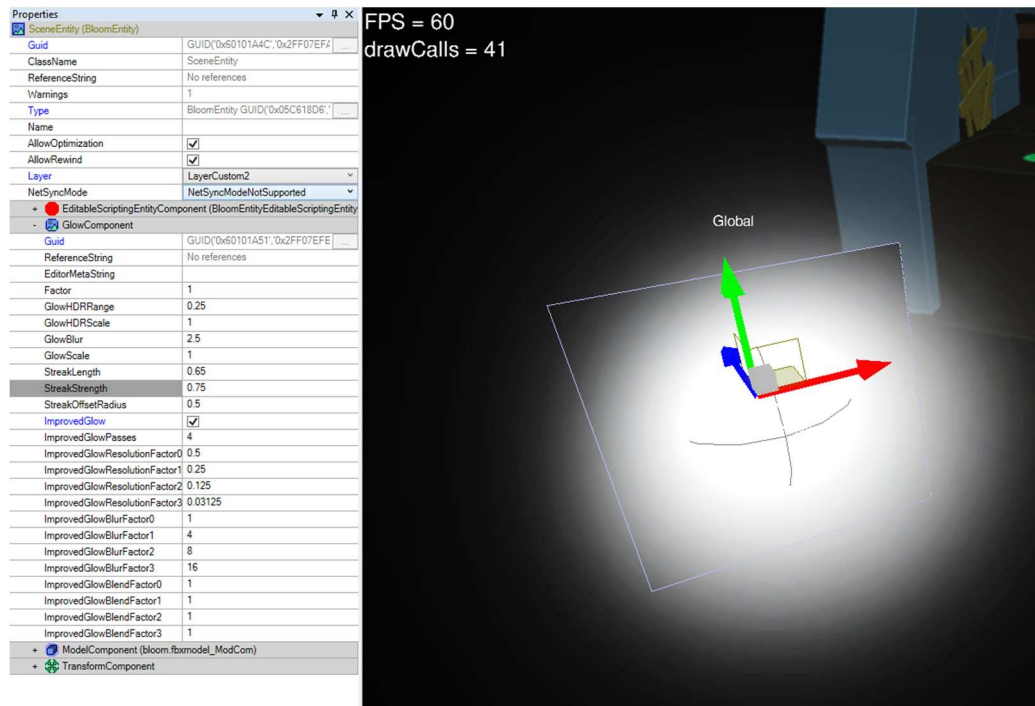 Properties
SceneEntity (BloomEntity)
Guid GUID('0x60101A4C','0x2FF07EFA ...
ClassName SceneEntity
ReferenceString No references
Warnings 1
Type BloomEntity GUID('0x05C618D6',' ...
Name
AllowOptimization
AllowRewind
Layer LayerCustom2
NetSyncMode NetSyncModeNotSupported
+ EditableScriptingEntityComponent (BloomEntityEditableScriptingEntity
- GlowComponent
Guid GUID('0x60101A51','0x2FF07EFE ...
ReferenceString No references
EditorMetaString
Factor 1
GlowHDRRange 0.25
GlowHDRScale 1
GlowBlur 2.5
GlowScale 1
StreakLength 0.65
StreakStrength 0.75
StreakOffsetRadius 0.5
ImprovedGlow
ImprovedGlowPasses 4
ImprovedGlowResolutionFactor0 0.5
ImprovedGlowResolutionFactor1 0.25
ImprovedGlowResolutionFactor2 0.125
ImprovedGlowResolutionFactor3 0.03125
ImprovedGlowBlurFactor0 1
ImprovedGlowBlurFactor1 4
ImprovedGlowBlurFactor2 8
ImprovedGlowBlurFactor3 16
ImprovedGlowBlendFactor0 1
ImprovedGlowBlendFactor1 1
ImprovedGlowBlendFactor2 1
ImprovedGlowBlendFactor3 1
+ ModelComponent (bloom.fbxmodel_ModCom)
+ TransformComponent
FPS = 60
drawCalls = 41
Global